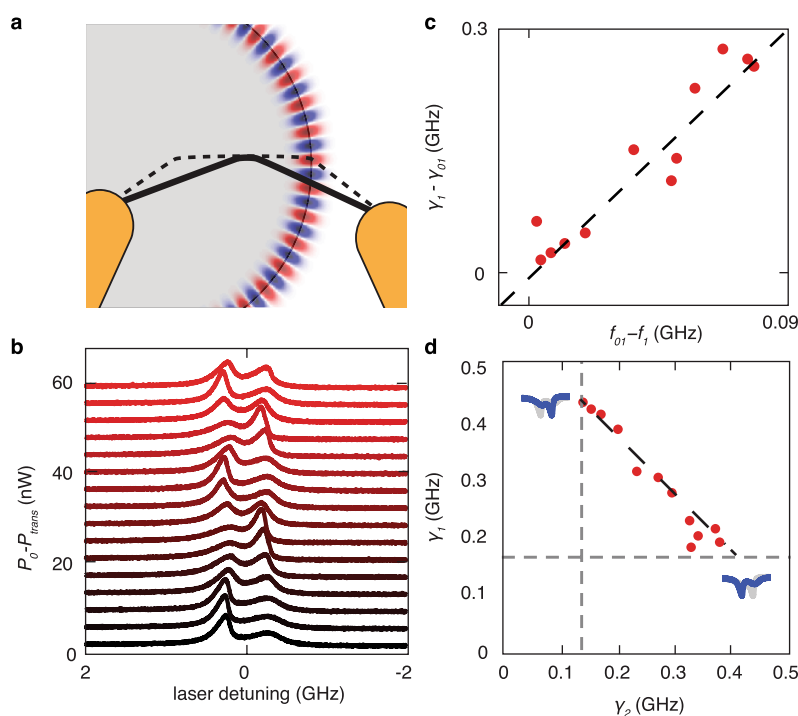 a
b
60
40
20
0
P0-Ptrans (nW)
2
0
-2
laser detuning (GHz)
c
0.3
0
γ1 - γ01 (GHz)
0
0.09
f01−f1 (GHz)
d
0.5
0.4
0.3
0.2
0.1
0
γ1 (GHz)
0
0.1
0.2
0.3
0.4
0.5
γ2 (GHz)